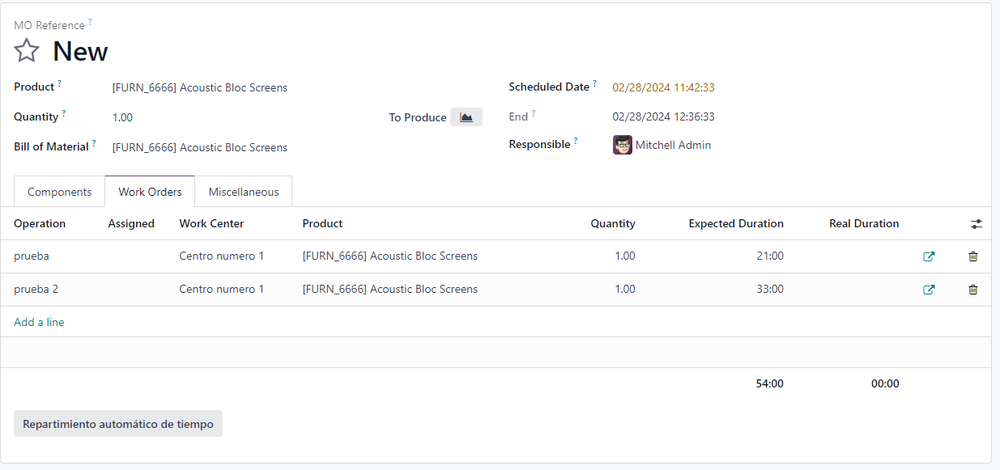 MO Reference ?
New
Product ? [FURN_6666] Acoustic Bloc Screens Scheduled Date ? 02/28/2024 11:42:33
Quantity ? 1.00 To Produce End ? 02/28/2024 12:36:33
Bill of Material ? [FURN_6666] Acoustic Bloc Screens Responsible ? Mitchell Admin
Components Work Orders Miscellaneous
Operation Assigned Work Center Product Quantity Expected Duration Real Duration
prueba Centro numero 1 [FURN_6666] Acoustic Bloc Screens 1.00 21:00
prueba 2 Centro numero 1 [FURN_6666] Acoustic Bloc Screens 1.00 33:00
Add a line
54:00 00:00
Repartimiento automático de tiempo